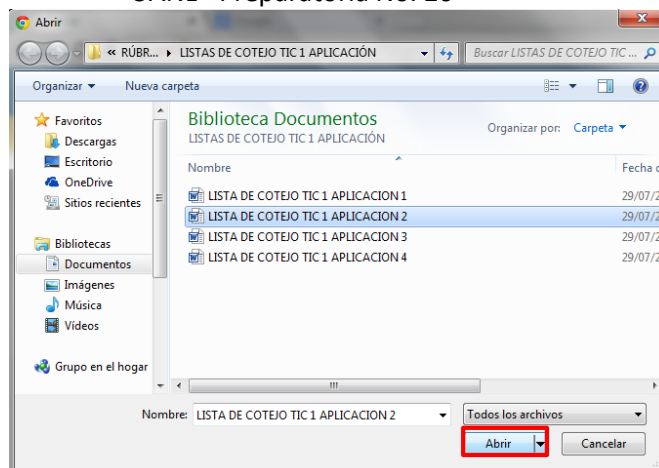 Abrir
« RÚBR... ▸ LISTAS DE COTEJO TIC 1 APLICACIÓN
Buscar LISTAS DE COTEJO TIC ...
Organizar
Nueva carpeta
Favoritos
Descargas
Escritorio
OneDrive
Sitios recientes
Bibliotecas
Documentos
Imágenes
Música
Vídeos
Grupo en el hogar
Biblioteca Documentos
LISTAS DE COTEJO TIC 1 APLICACIÓN
Organizar por: Carpeta
Nombre
Fecha
LISTA DE COTEJO TIC 1 APLICACION 1 29/07/2
LISTA DE COTEJO TIC 1 APLICACION 2 29/07/2
LISTA DE COTEJO TIC 1 APLICACION 3 29/07/2
LISTA DE COTEJO TIC 1 APLICACION 4 29/07/2
Nombre: LISTA DE COTEJO TIC 1 APLICACION 2
Todos los archivos
Abrir
Cancelar